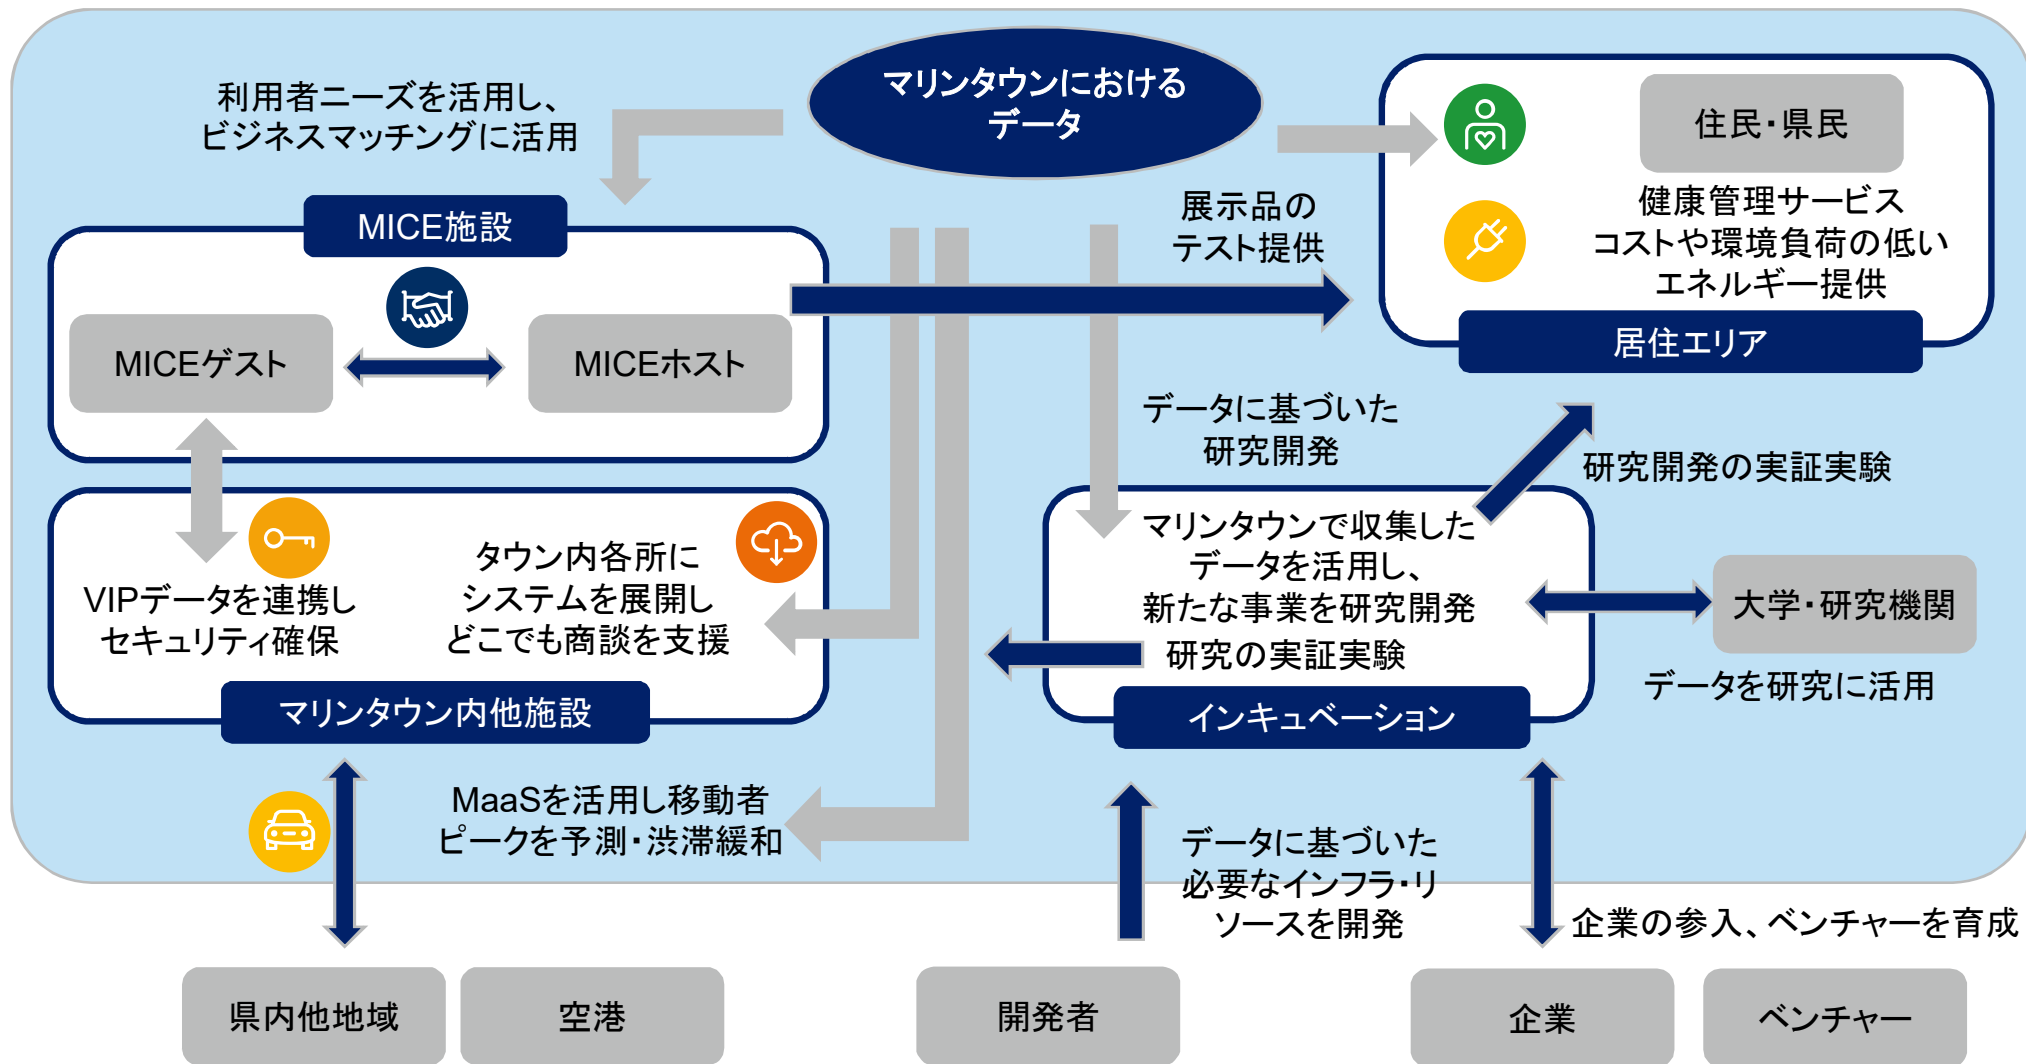 マリンタウンにおける
データ
利用者ニーズを活用し、
ビジネスマッチングに活用
住民・県民
健康管理サービス
コストや環境負荷の低い
エネルギー提供
居住エリア
展示品の
テスト提供
MICE施設
MICEゲスト
MICEホスト
データに基づいた
研究開発
研究開発の実証実験
VIPデータを連携し
セキュリティ確保
タウン内各所に
システムを展開し
どこでも商談を支援
マリンタウン内他施設
マリンタウンで収集した
データを活用し、
新たな事業を研究開発
研究の実証実験
インキュベーション
大学・研究機関
データを研究に活用
MaaSを活用し移動者
ピークを予測・渋滞緩和
データに基づいた
必要なインフラ・リ
ソースを開発
企業の参入、ベンチャーを育成
県内他地域
空港
開発者
企業
ベンチャー